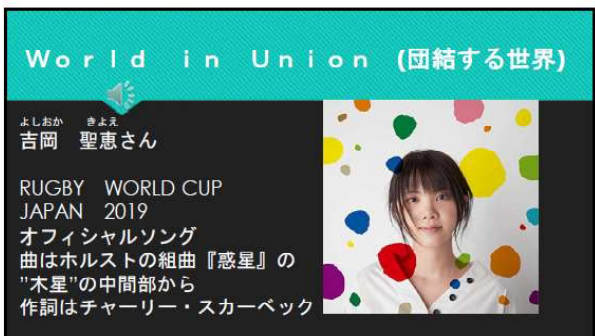 Ｗｏｒｌｄ　ｉｎ　Ｕｎｉｏｎ (団結する世界)
よしおか　きよえ
吉岡　聖恵さん
RUGBY　WORLD CUP
JAPAN　2019
オフィシャルソング
曲はホルストの組曲『惑星』の
”木星”の中間部から
作詞はチャーリー・スカーベック